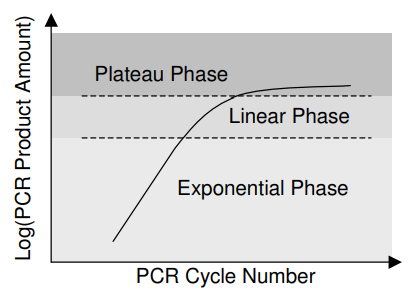 Log(PCR Product Amount)
Plateau Phase
Linear Phase
Exponential Phase
PCR Cycle Number